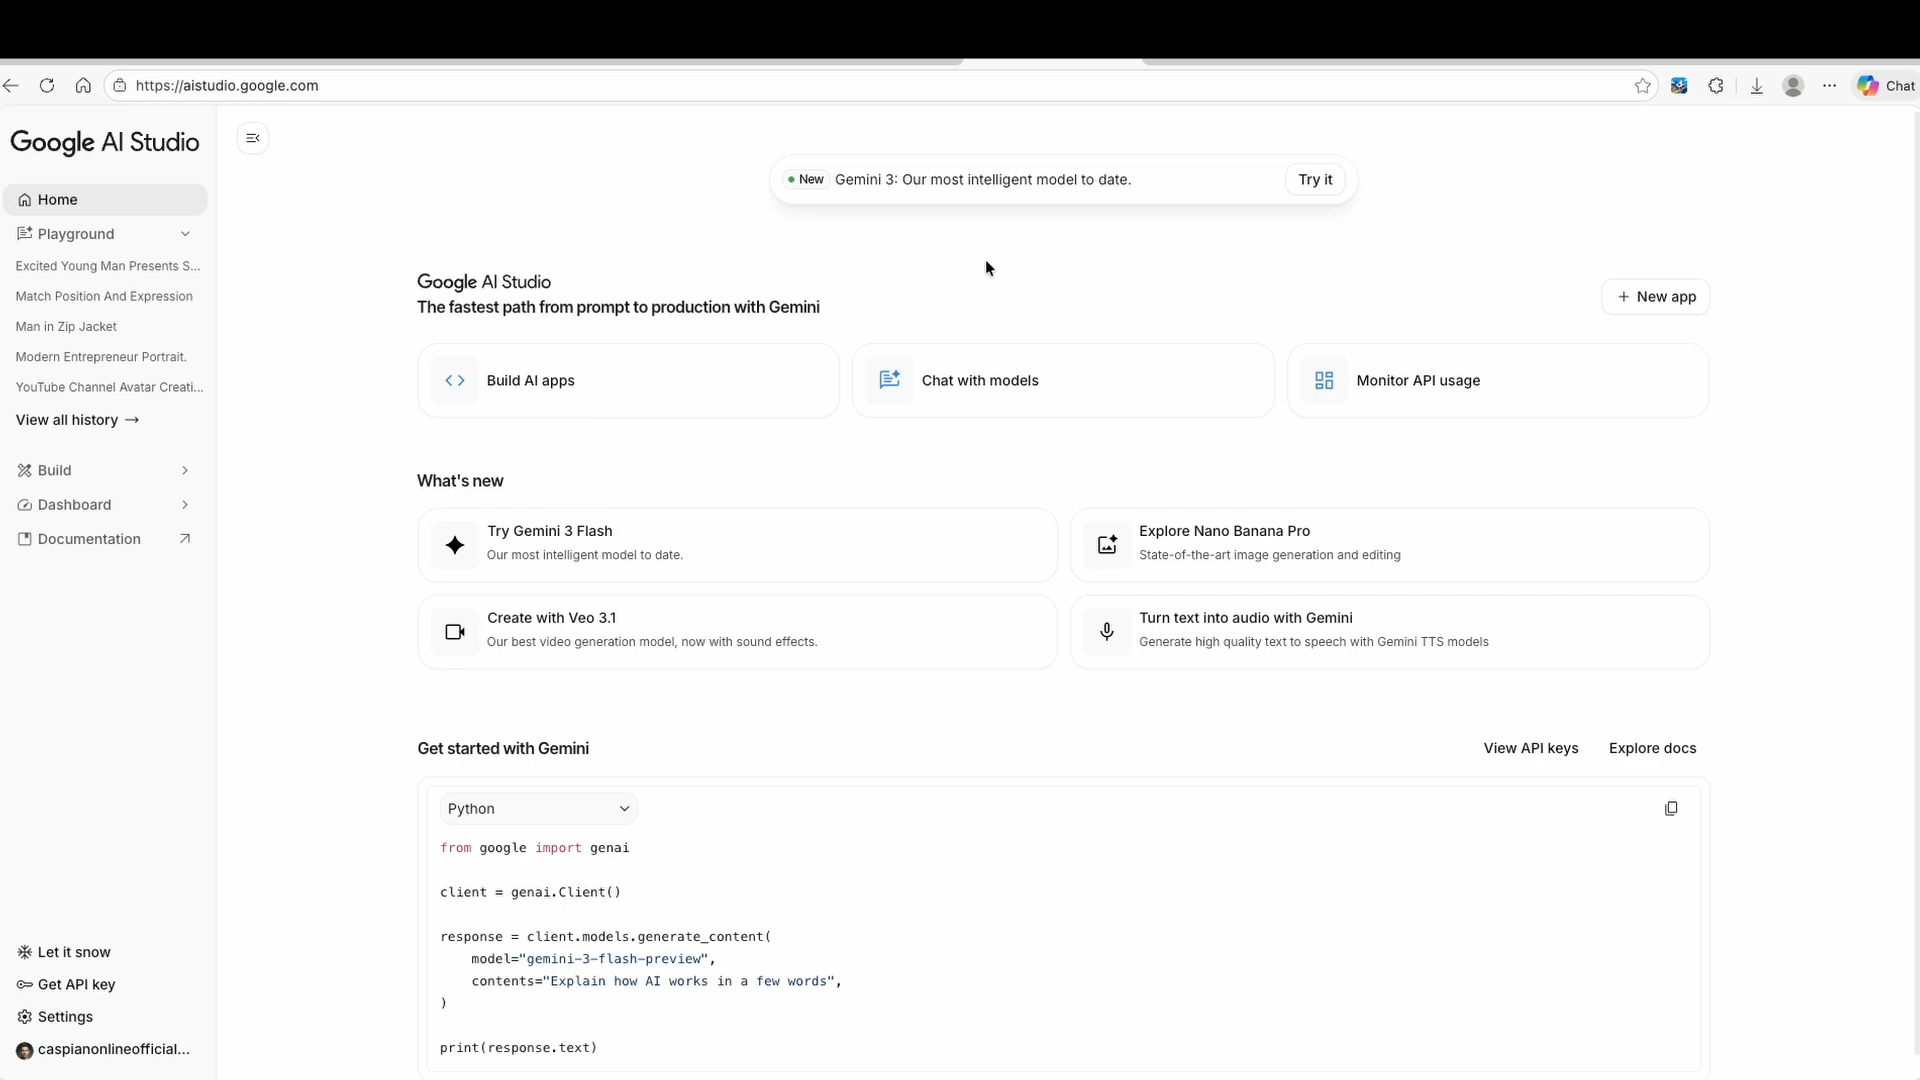 https://aistudio.google.com
Chat
Google AI Studio
Home
Playground
Excited Young Man Presents S...
Match Position And Expression
Man in Zip Jacket
Modern Entrepreneur Portrait.
YouTube Channel Avatar Creati...
View all history →
Build
Dashboard
Documentation
Let it snow
Get API key
Settings
caspianonlineofficial...
New Gemini 3: Our most intelligent model to date. Try it
Google AI Studio
The fastest path from prompt to production with Gemini
+ New app
Build AI apps
Chat with models
Monitor API usage
What's new
Try Gemini 3 Flash
Our most intelligent model to date.
Explore Nano Banana Pro
State-of-the-art image generation and editing
Create with Veo 3.1
Our best video generation model, now with sound effects.
Turn text into audio with Gemini
Generate high quality text to speech with Gemini TTS models
Get started with Gemini
View API keys
Explore docs
Python
from google import genai
client = genai.Client()
response = client.models.generate_content(
    model="gemini-3-flash-preview",
    contents="Explain how AI works in a few words",
)
print(response.text)